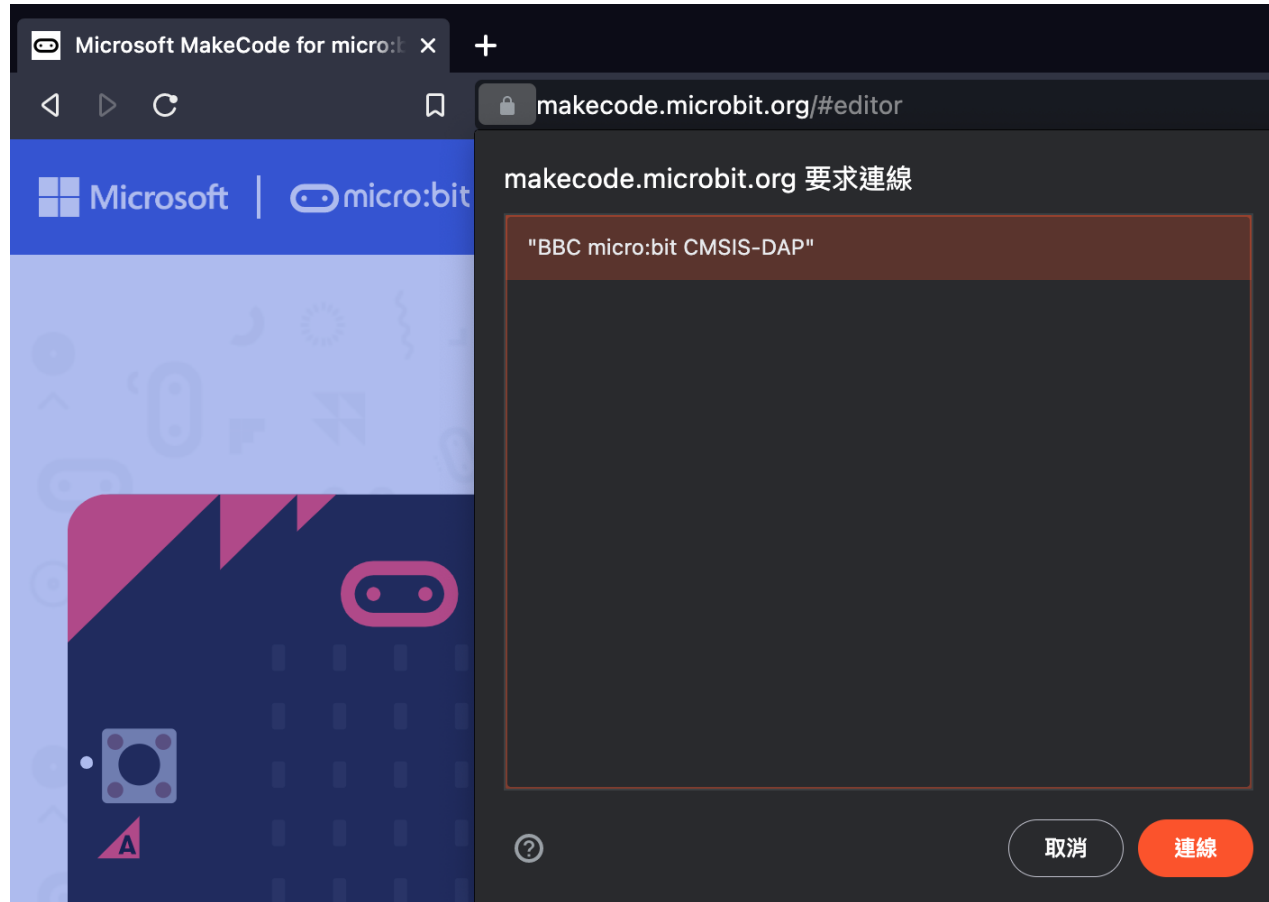 Microsoft MakeCode for micro:b
makecode.microbit.org/#editor
Microsoft | micro:bit
makecode.microbit.org 要求連線
"BBC micro:bit CMSIS-DAP"
A
取消
連線